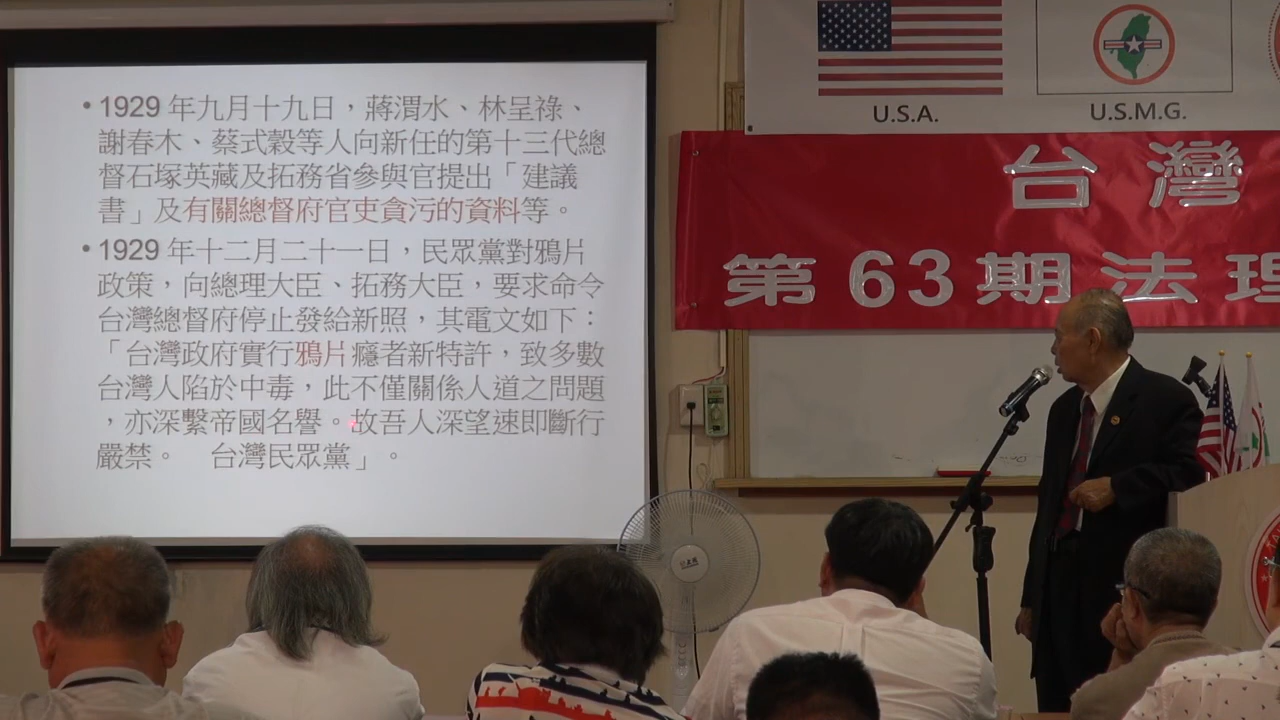 • 1929 年九月十九日，蔣渭水、林呈祿、
謝春木、蔡式穀等人向新任的第十三代總
督石塚英藏及拓務省參與官提出「建議
書」及有關總督府官吏貪污的資料等。
• 1929 年十二月二十一日，民眾黨對鴉片
政策，向總理大臣、拓務大臣，要求命令
台灣總督府停止發給新照，其電文如下：
「台灣政府實行鴉片癮者新特許，致多數
台灣人陷於中毒，此不僅關係人道之問題
，亦深繫帝國名譽。故吾人深望速即斷行
嚴禁。　台灣民眾黨」。
U.S.A.
U.S.M.G.
台灣
第63期法理